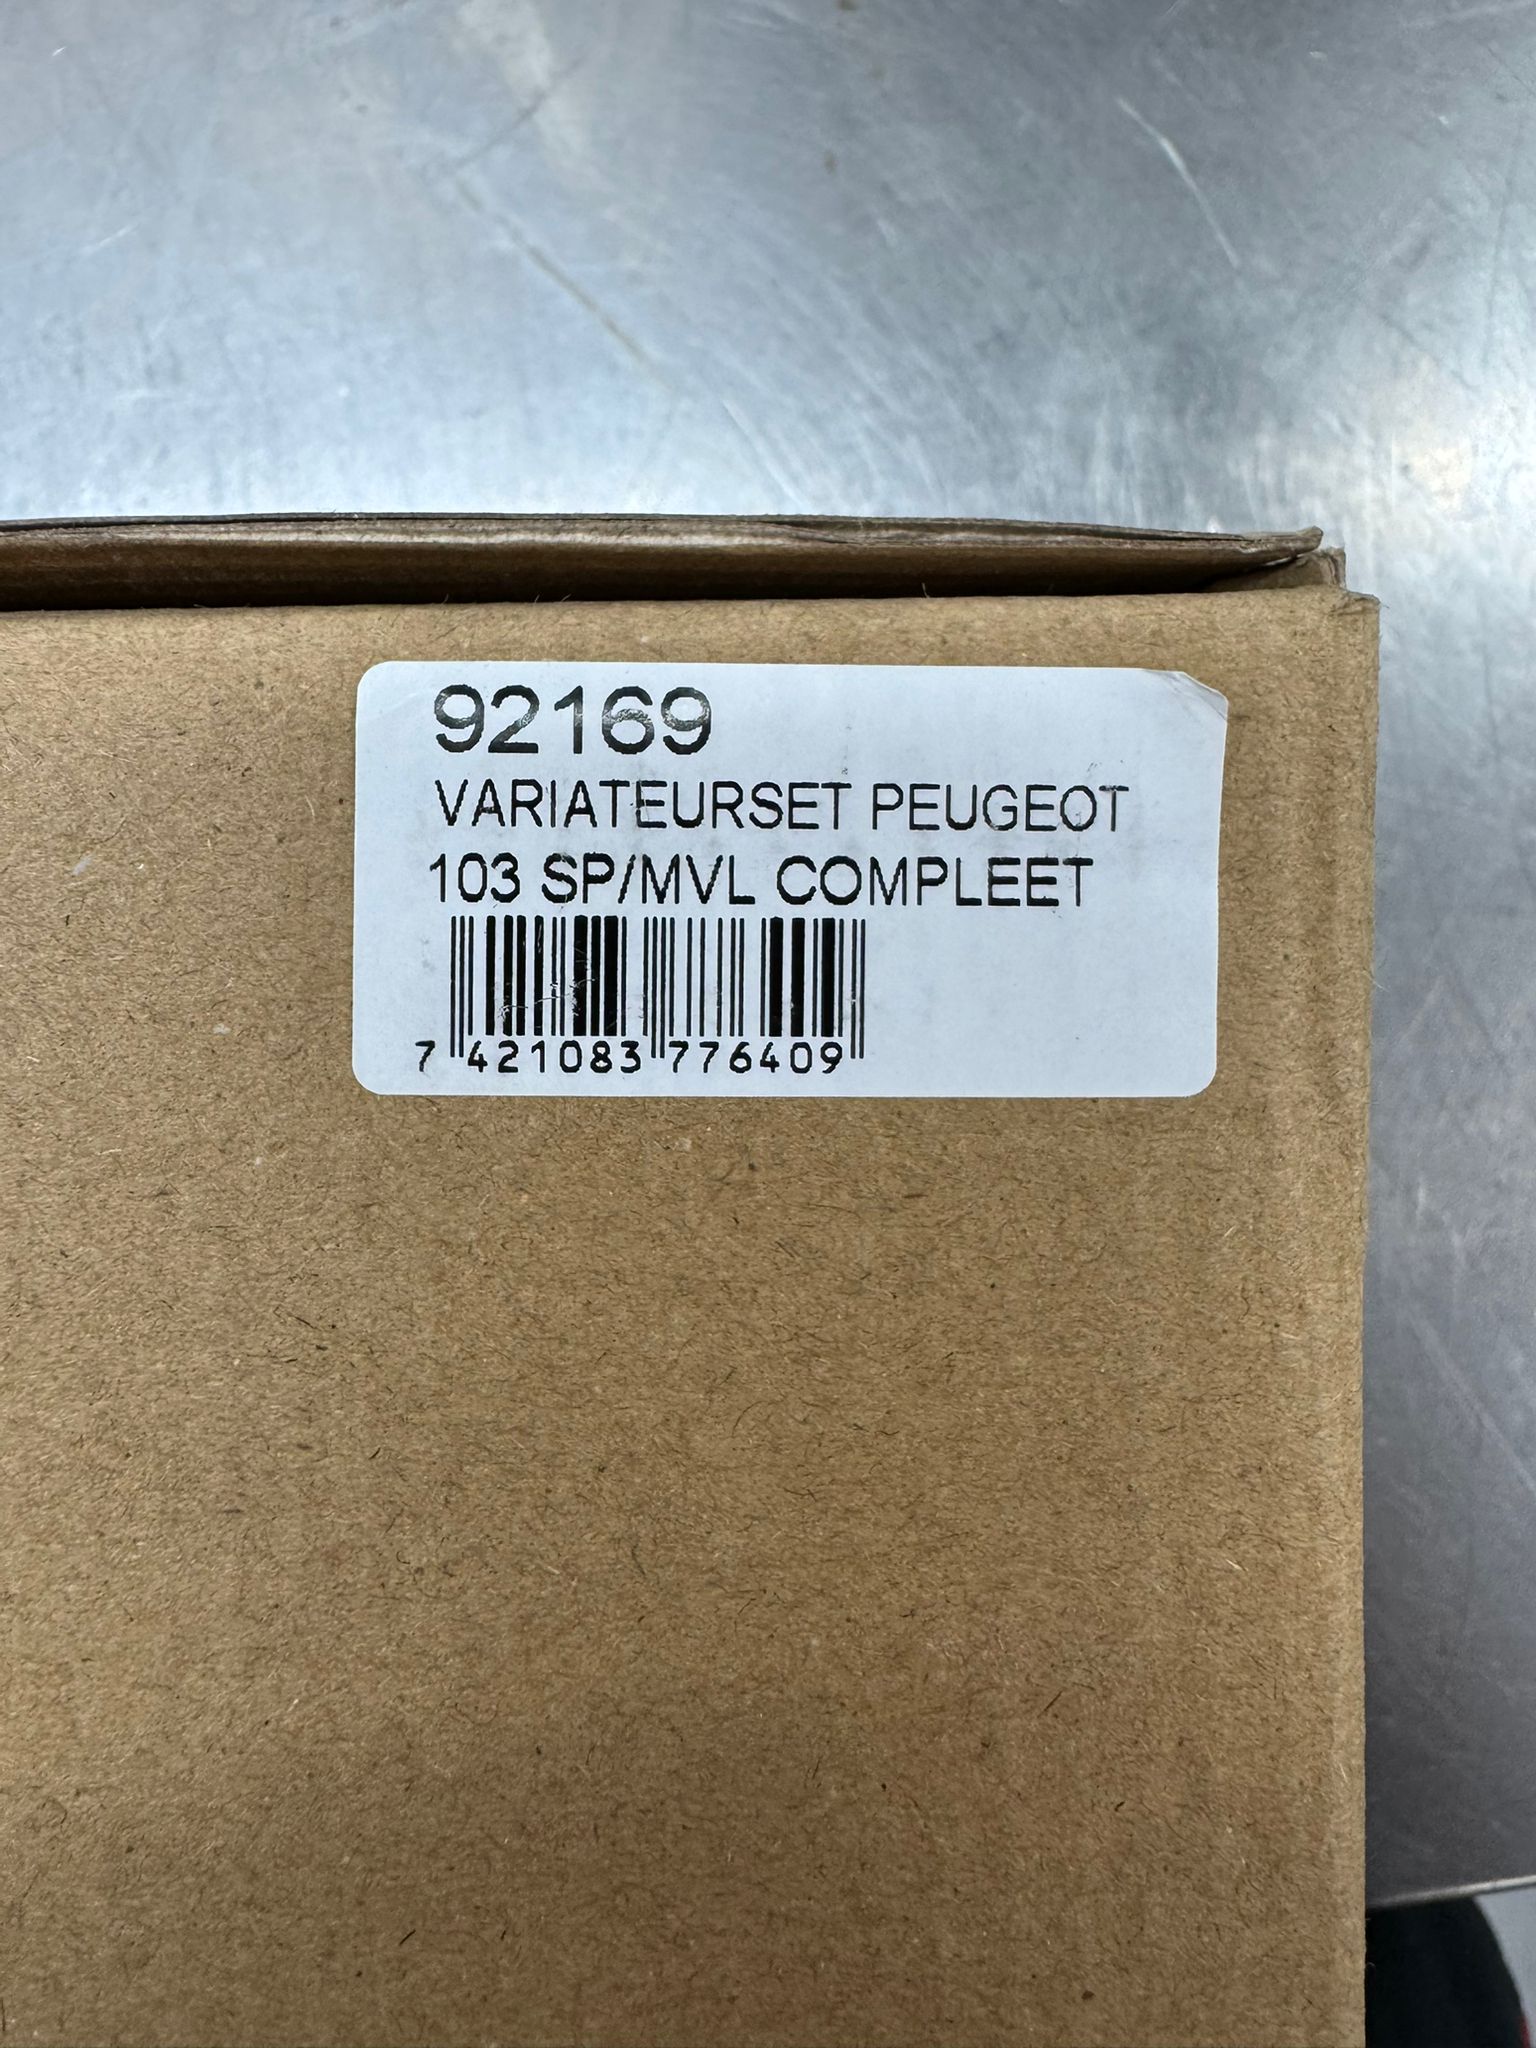 92169
VARIATEURSET PEUGEOT
103 SP/MVL COMPLEET
7 421083 776409